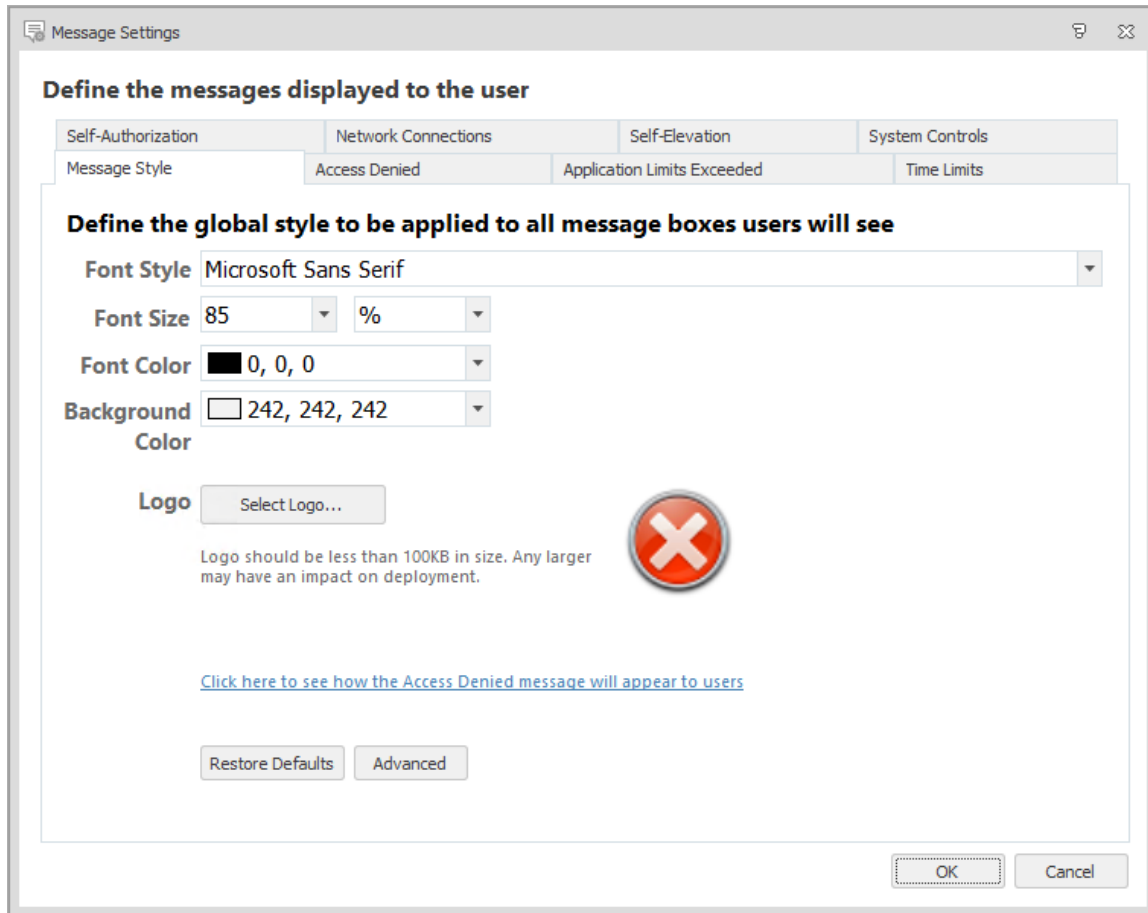 Message Settings
Define the messages displayed to the user
Self-Authorization
Network Connections
Self-Elevation
System Controls
Message Style
Access Denied
Application Limits Exceeded
Time Limits
Define the global style to be applied to all message boxes users will see
Font Style
Microsoft Sans Serif
Font Size
85
%
Font Color
0, 0, 0
Background
Color
242, 242, 242
Logo
Select Logo...
Logo should be less than 100KB in size. Any larger
may have an impact on deployment.
Click here to see how the Access Denied message will appear to users
Restore Defaults
Advanced
OK
Cancel